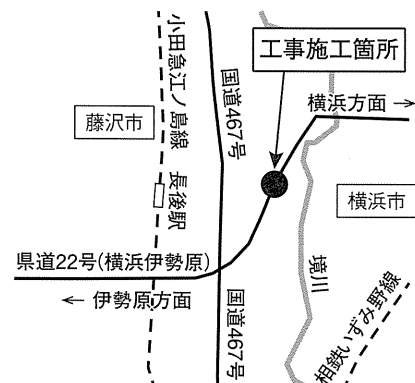 工事施工箇所
小田急江ノ島線 長後駅
国道467号
横浜方面 →
藤沢市
横浜市
県道22号(横浜伊勢原)
← 伊勢原方面
国道467号
境川
相鉄いずみ野線